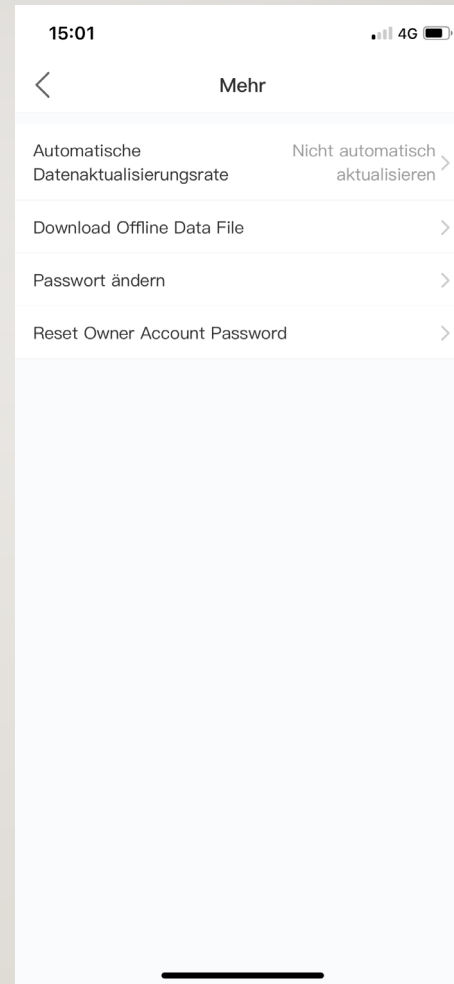 15:01
4G
Mehr
Automatische
Datenaktualisierungsrate
Nicht automatisch
aktualisieren
Download Offline Data File
Passwort ändern
Reset Owner Account Password